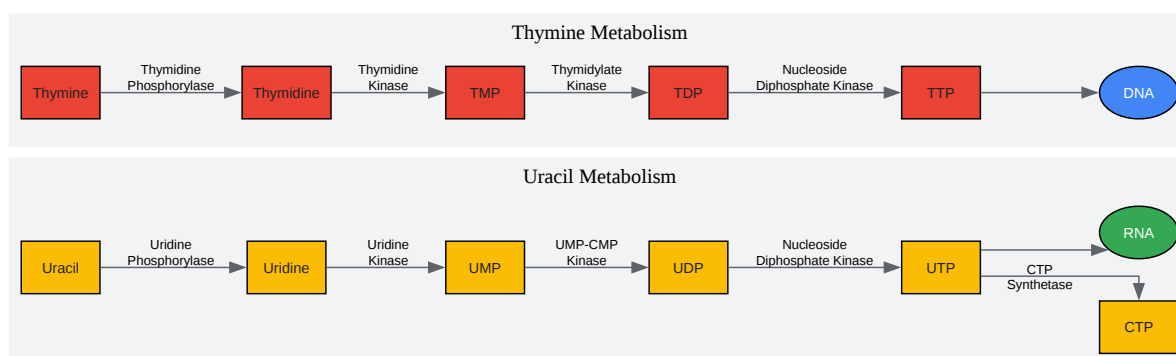 Thymine Metabolism
Thymine
Thymidine
Phosphorylase
Thymidine
Thymidine
Kinase
TMP
Thymidylate
Kinase
TDP
Nucleoside
Diphosphate Kinase
TTP
DNA
Uracil Metabolism
Uracil
Uridine
Phosphorylase
Uridine
Uridine
Kinase
UMP
UMP-CMP
Kinase
UDP
Nucleoside
Diphosphate Kinase
UTP
RNA
CTP
Synthetase
CTP